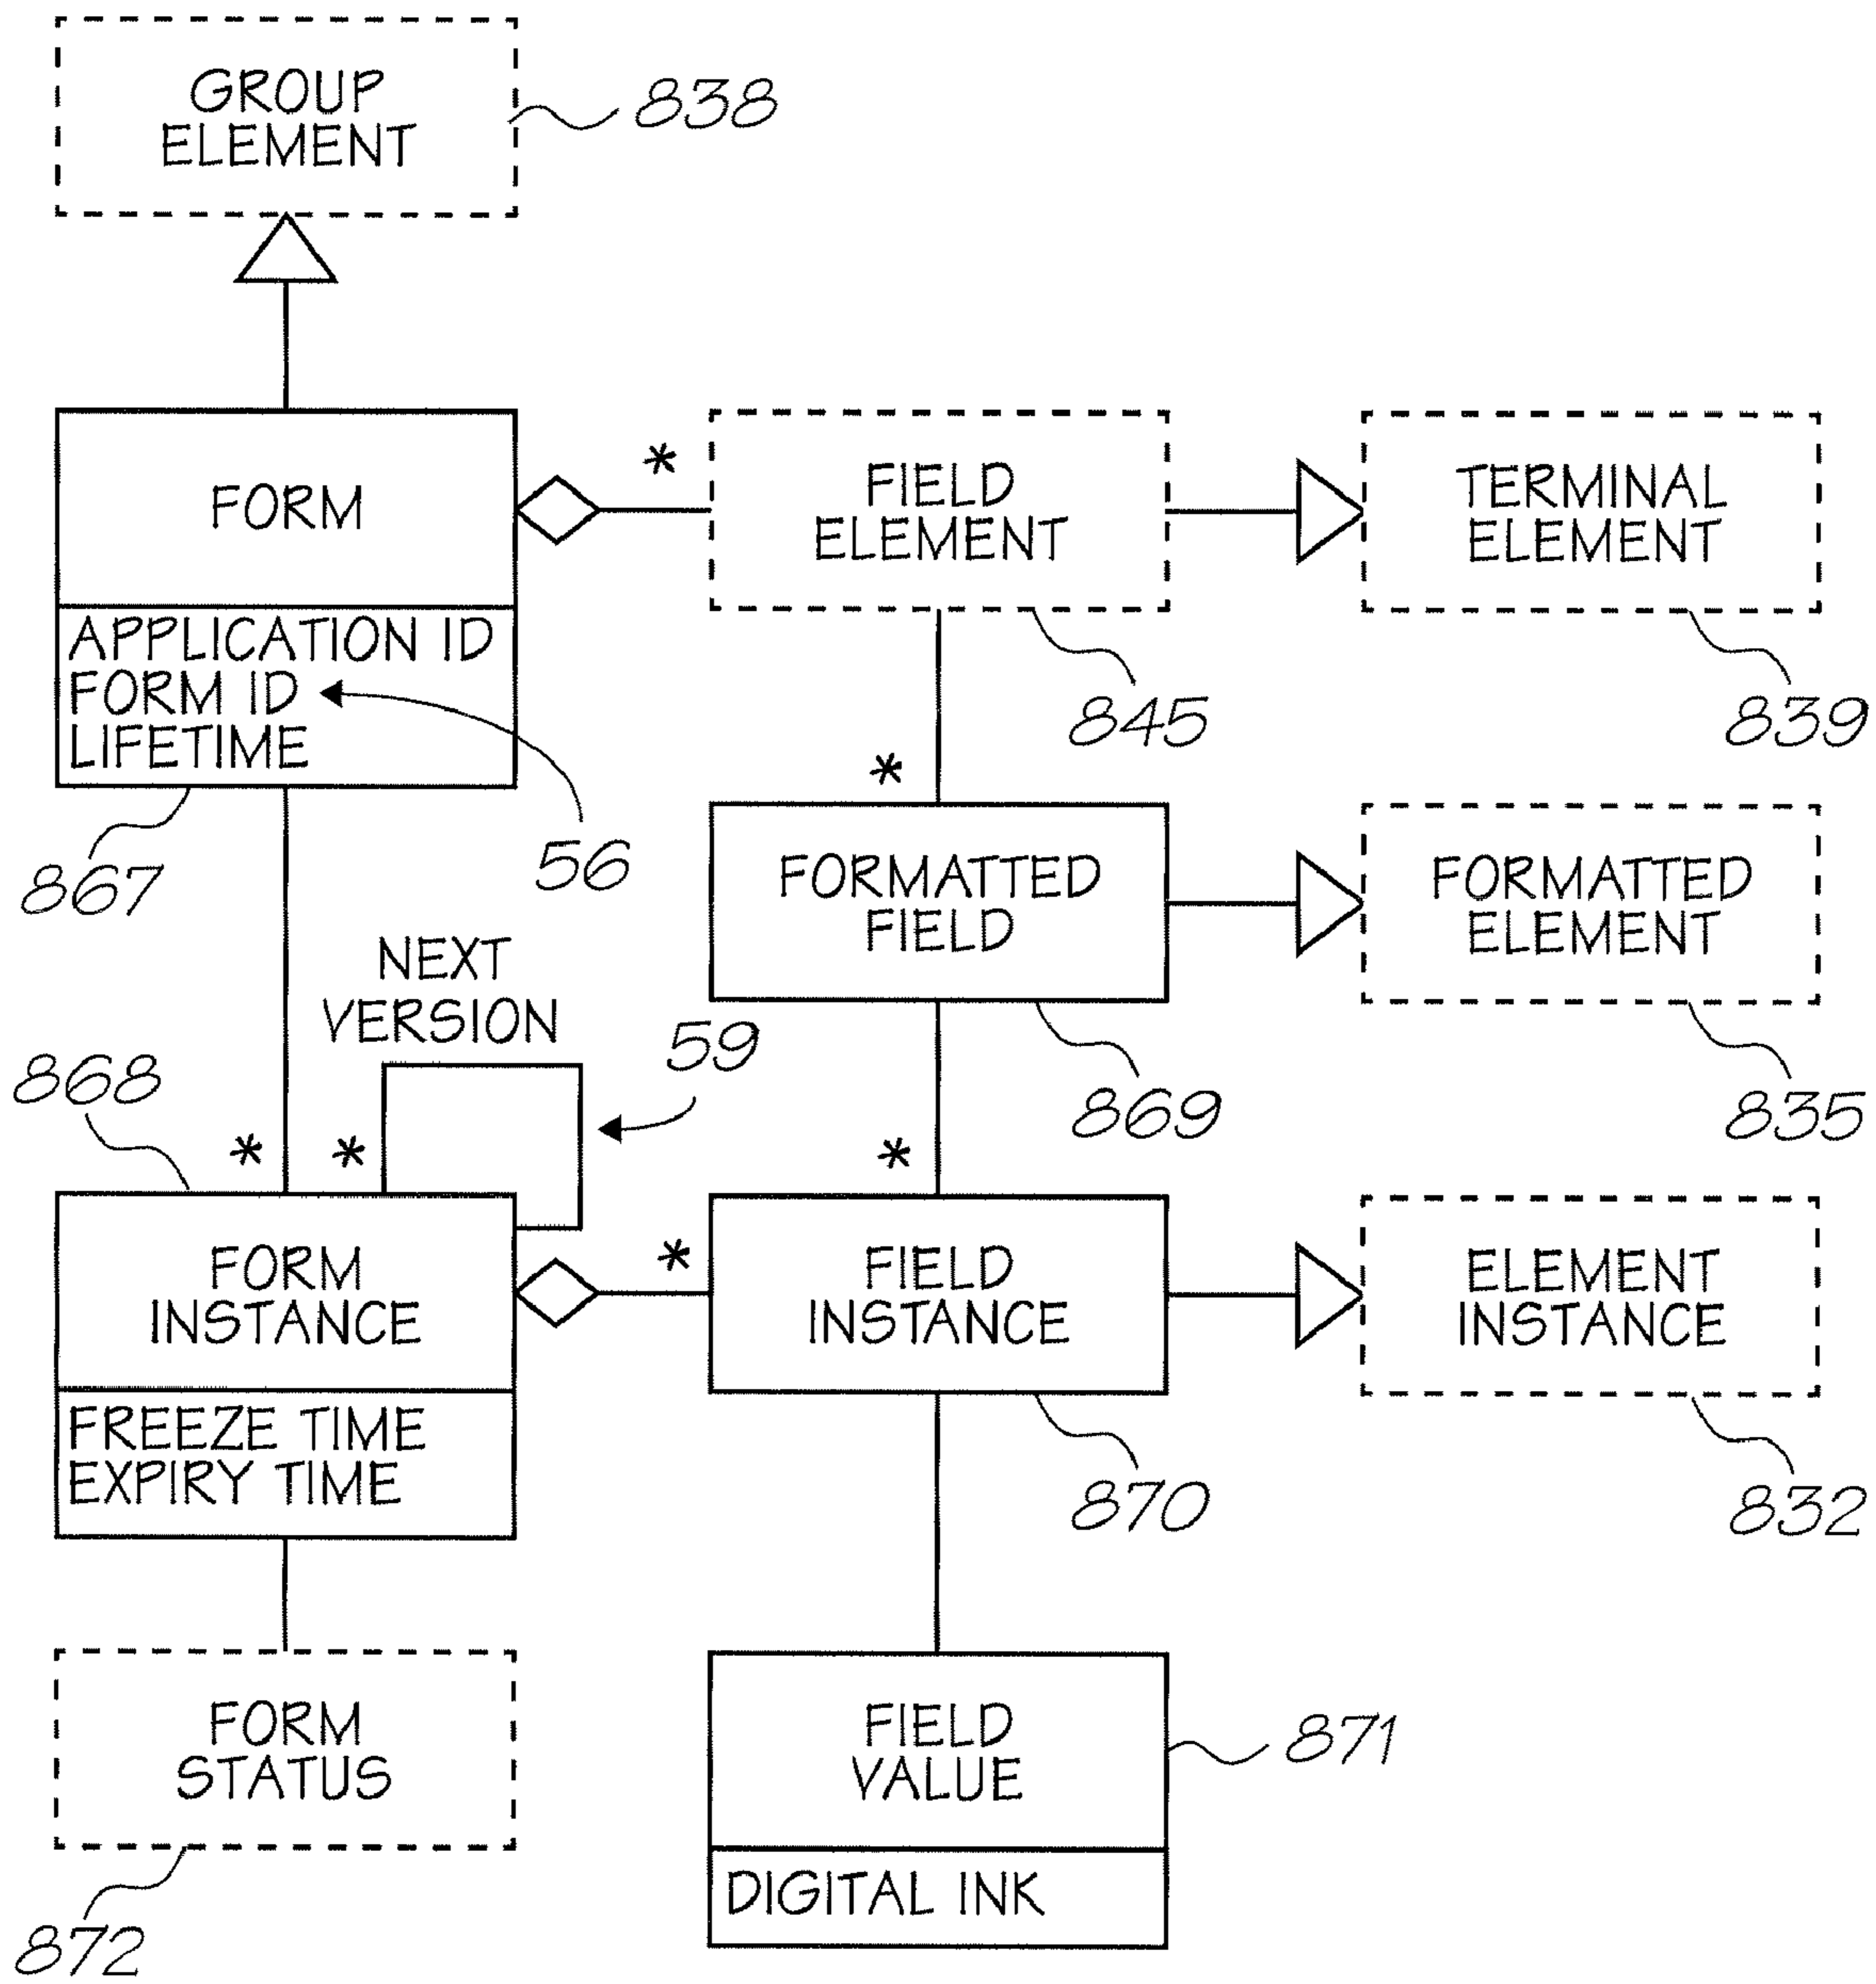 GROUP
ELEMENT
838
FORM
*
FIELD
ELEMENT
TERMINAL
ELEMENT
APPLICATION ID
FORM ID
LIFETIME
845
839
56
867
*
FORMATTED
FIELD
FORMATTED
ELEMENT
NEXT
VERSION
59
868
869
835
*
*
*
FORM
INSTANCE
*
FIELD
INSTANCE
ELEMENT
INSTANCE
FREEZE TIME
EXPIRY TIME
870
832
FORM
STATUS
FIELD
VALUE
871
DIGITAL INK
872